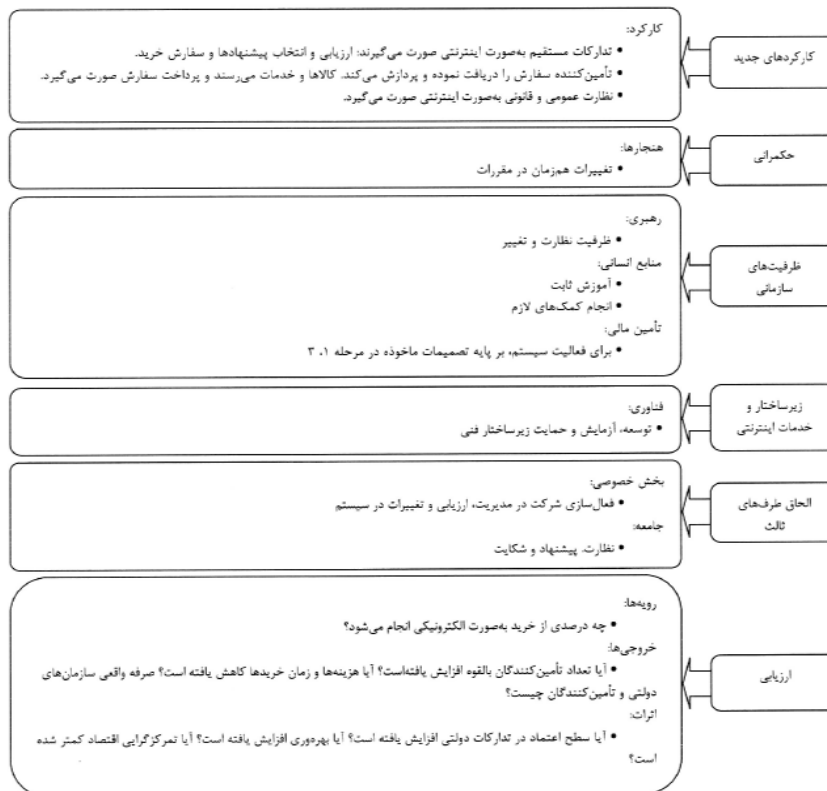 کارکردهای جدید
کارکرد:
• تدارکات مستقیم به‌صورت اینترنتی صورت می‌گیرند: ارزیابی و انتخاب پیشنهادها و سفارش خرید.
• تأمین‌کننده سفارش را دریافت نموده و پردازش می‌کند. کالاها و خدمات می‌رسند و پرداخت سفارش صورت می‌گیرد.
• نظارت عمومی و قانونی به‌صورت اینترنتی صورت می‌گیرد.
حکمرانی
هنجارها:
• تغییرات هم‌زمان در مقررات
ظرفیت‌های
سازمانی
رهبری:
• ظرفیت نظارت و تغییر
منابع انسانی:
• آموزش ثابت
• انجام کمک‌های لازم
تأمین مالی:
• برای فعالیت سیستم، بر پایه تصمیمات ماخوذه در مرحله ۱، ۳
زیرساختار و
خدمات اینترنتی
فناوری:
• توسعه، آزمایش و حمایت زیرساختار فنی
الحاق طرف‌های
ثالث
بخش خصوصی:
• فعال‌سازی شرکت در مدیریت، ارزیابی و تغییرات در سیستم
جامعه:
• نظارت، پیشنهاد و شکایت
ارزیابی
رویه‌ها:
• چه درصدی از خرید به‌صورت الکترونیکی انجام می‌شود؟
خروجی‌ها:
• آیا تعداد تأمین‌کنندگان بالقوه افزایش یافته‌است؟ آیا هزینه‌ها و زمان خریدها کاهش یافته است؟ صرفه واقعی سازمان‌های
دولتی و تأمین‌کنندگان چیست؟
اثرات:
• آیا سطح اعتماد در تدارکات دولتی افزایش یافته است؟ آیا بهره‌وری افزایش یافته است؟ آیا تمرکزگرایی اقتصاد کمتر شده
است؟